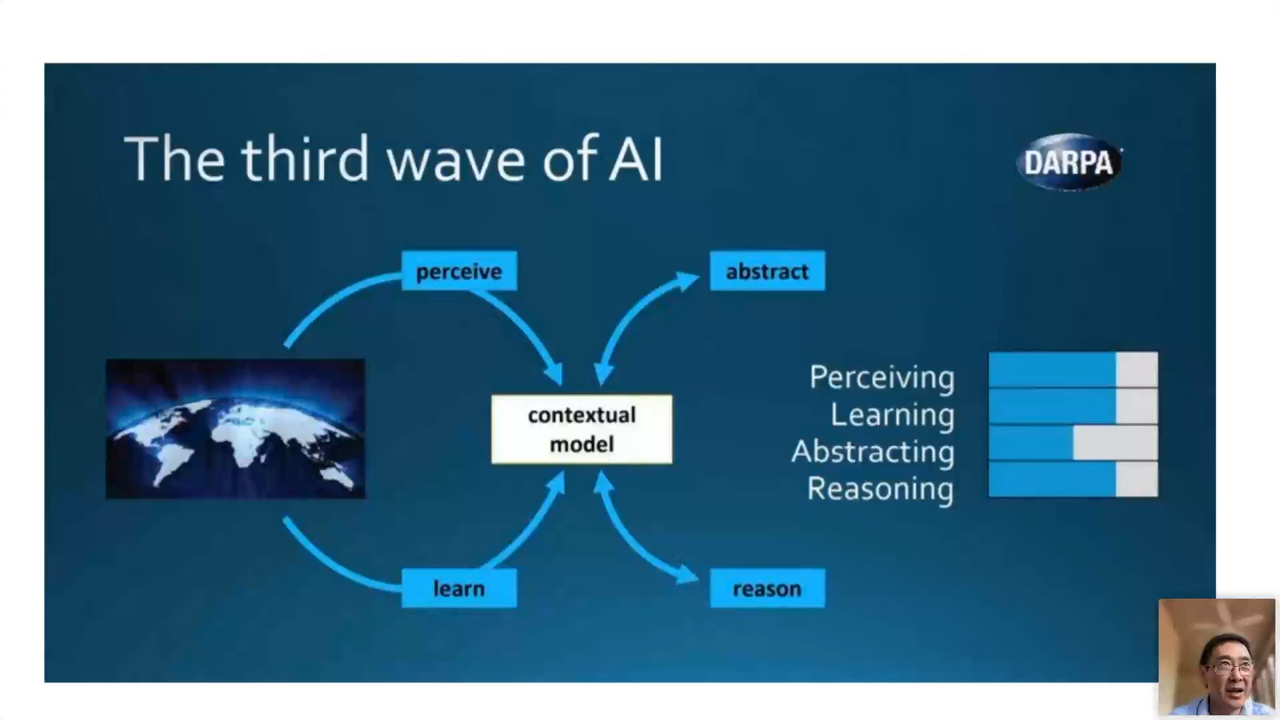 The third wave of AI
DARPA
perceive
abstract
contextual
model
learn
reason
Perceiving
Learning
Abstracting
Reasoning